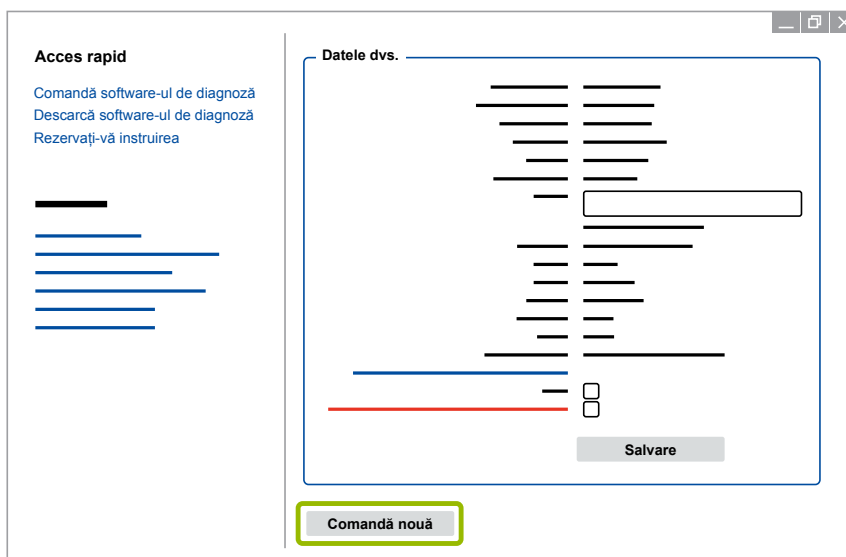 Acces rapid
Comandă software-ul de diagnoză
Descarcă software-ul de diagnoză
Rezervați-vă instruirea
Datele dvs.
Salvare
Comandă nouă